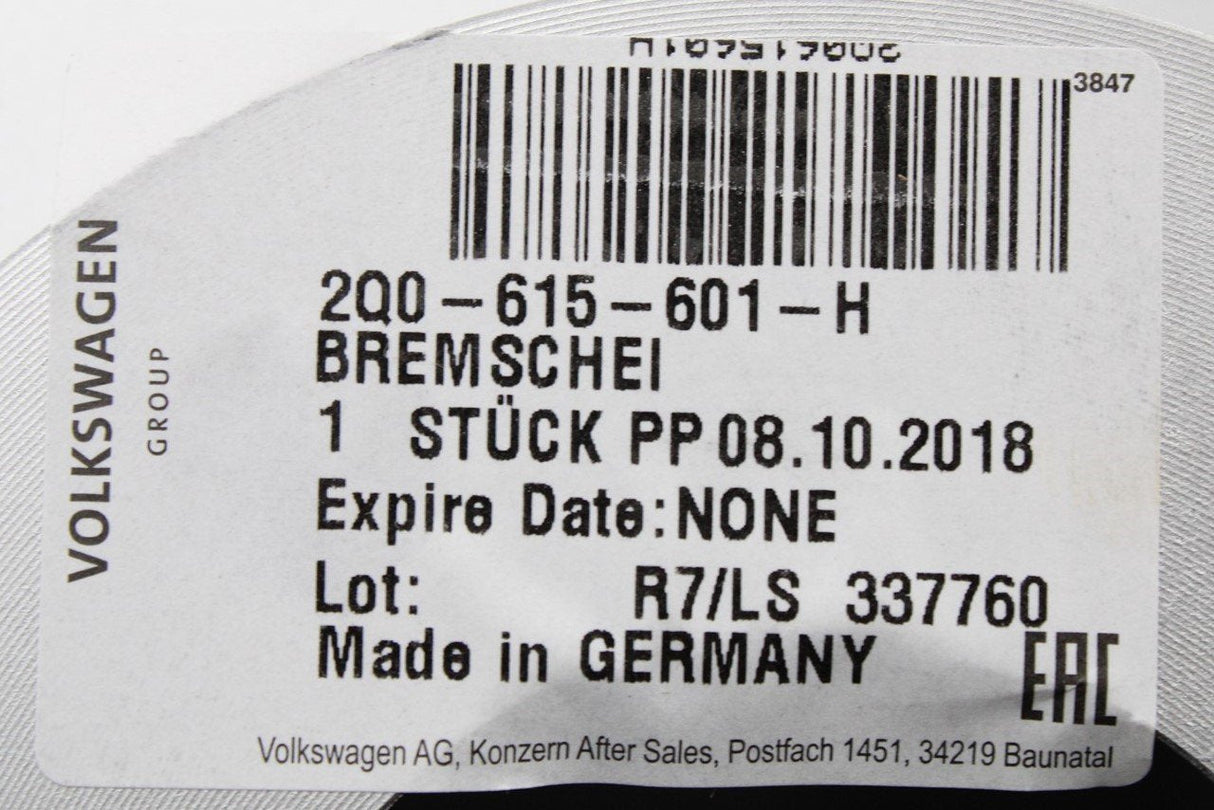 2Q0615601H
3847
VOLKSWAGEN
GROUP
2Q0-615-601-H
BREMSCHEI
1 STÜCK PP 08.10.2018
Expire Date:NONE
Lot: R7/LS 337760
Made in GERMANY
EAC
Volkswagen AG, Konzern After Sales, Postfach 1451, 34219 Baunatal